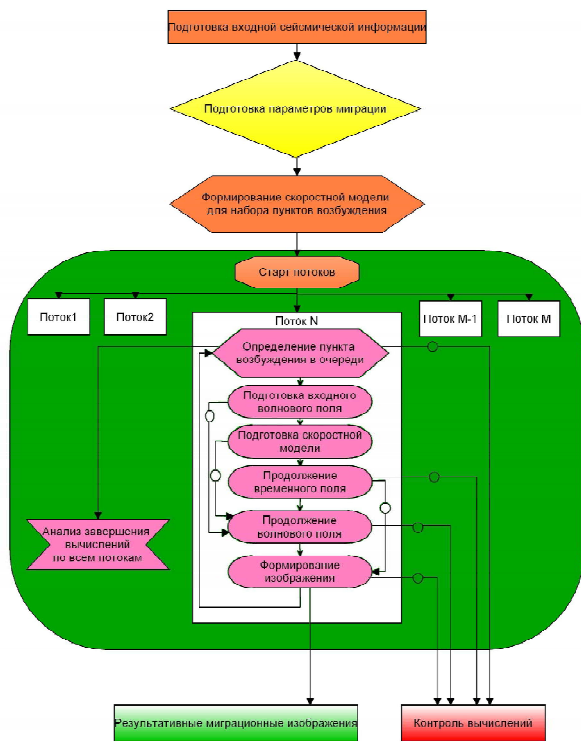 Подготовка входной сейсмической информации
Подготовка параметров миграции
Формирование скоростной модели
для набора пунктов возбуждения
Старт потоков
Поток1
Поток2
Поток N
Поток М-1
Поток М
Определение пункта
возбуждения в очереди
Подготовка входного
волнового поля
Подготовка скоростной
модели
Продолжение
временного поля
Продолжение
волнового поля
Формирование
изображения
Анализ завершения
вычислений
по всем потокам
Результативные миграционные изображения
Контроль вычислений